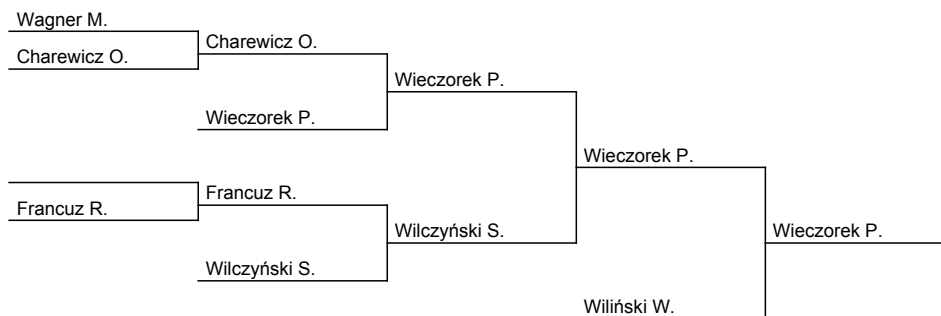 Wagner M.
Charewicz O.
Charewicz O.
Wieczorek P.
Wieczorek P.
Wieczorek P.
Francuz R.
Francuz R.
Wilczyński S.
Wieczorek P.
Wilczyński S.
Wiliński W.